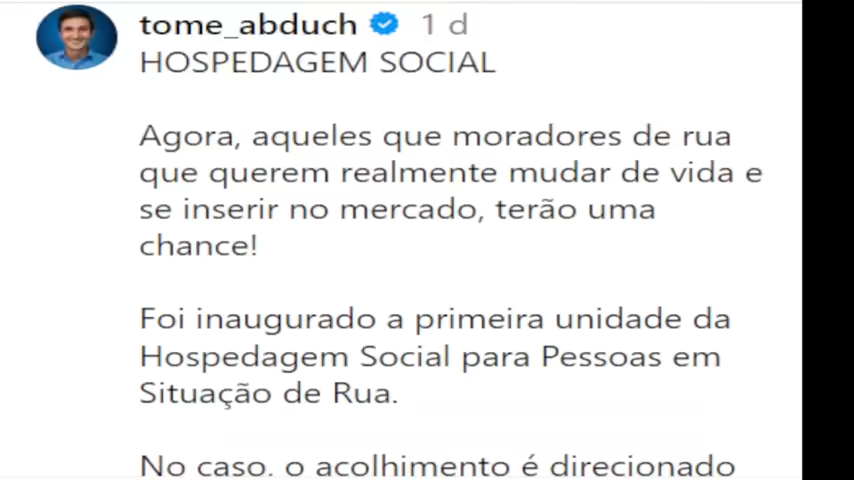 tome_abduch 1 d
HOSPEDAGEM SOCIAL
Agora, aqueles que moradores de rua
que querem realmente mudar de vida e
se inserir no mercado, terão uma
chance!
Foi inaugurado a primeira unidade da
Hospedagem Social para Pessoas em
Situação de Rua.
No caso, o acolhimento é direcionado